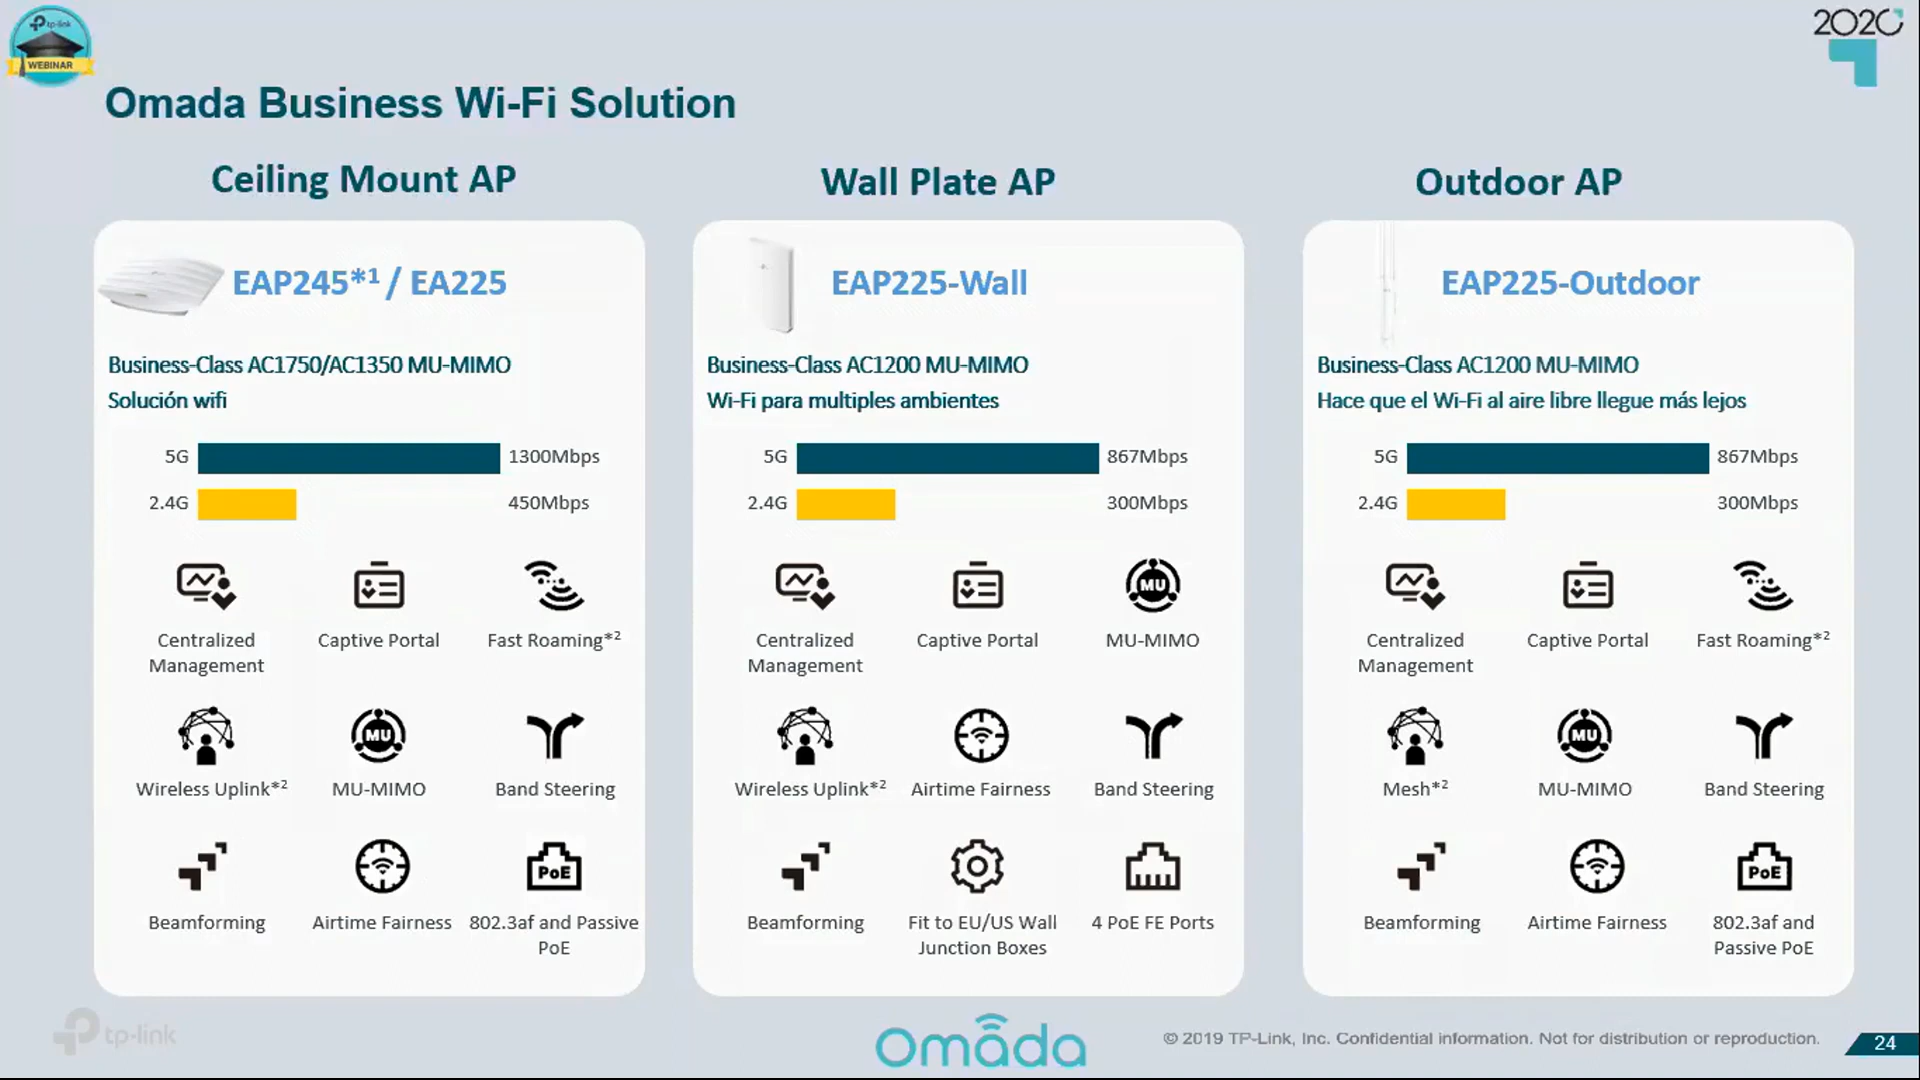 tp-link
WEBINAR
2020
Omada Business Wi-Fi Solution
Ceiling Mount AP
EAP245*1 / EA225
Business-Class AC1750/AC1350 MU-MIMO
Solución wifi
5G 1300Mbps
2.4G 450Mbps
Centralized Management
Captive Portal
Fast Roaming*2
Wireless Uplink*2
MU
MU-MIMO
Band Steering
Beamforming
Airtime Fairness
PoE
802.3af and Passive
PoE
Wall Plate AP
EAP225-Wall
Business-Class AC1200 MU-MIMO
Wi-Fi para multiples ambientes
5G 867Mbps
2.4G 300Mbps
Centralized
Management
Captive Portal
MU
MU-MIMO
Wireless Uplink*2
Airtime Fairness
Band Steering
Beamforming
Fit to EU/US Wall
Junction Boxes
4 PoE FE Ports
Outdoor AP
EAP225-Outdoor
Business-Class AC1200 MU-MIMO
Hace que el Wi-Fi al aire libre llegue más lejos
5G 867Mbps
2.4G 300Mbps
Centralized
Management
Captive Portal
Fast Roaming*2
Mesh*2
MU
MU-MIMO
Band Steering
Beamforming
Airtime Fairness
PoE
802.3af and
Passive PoE
tp-link
omada
© 2019 TP-Link, Inc. Confidential information. Not for distribution or reproduction.
24